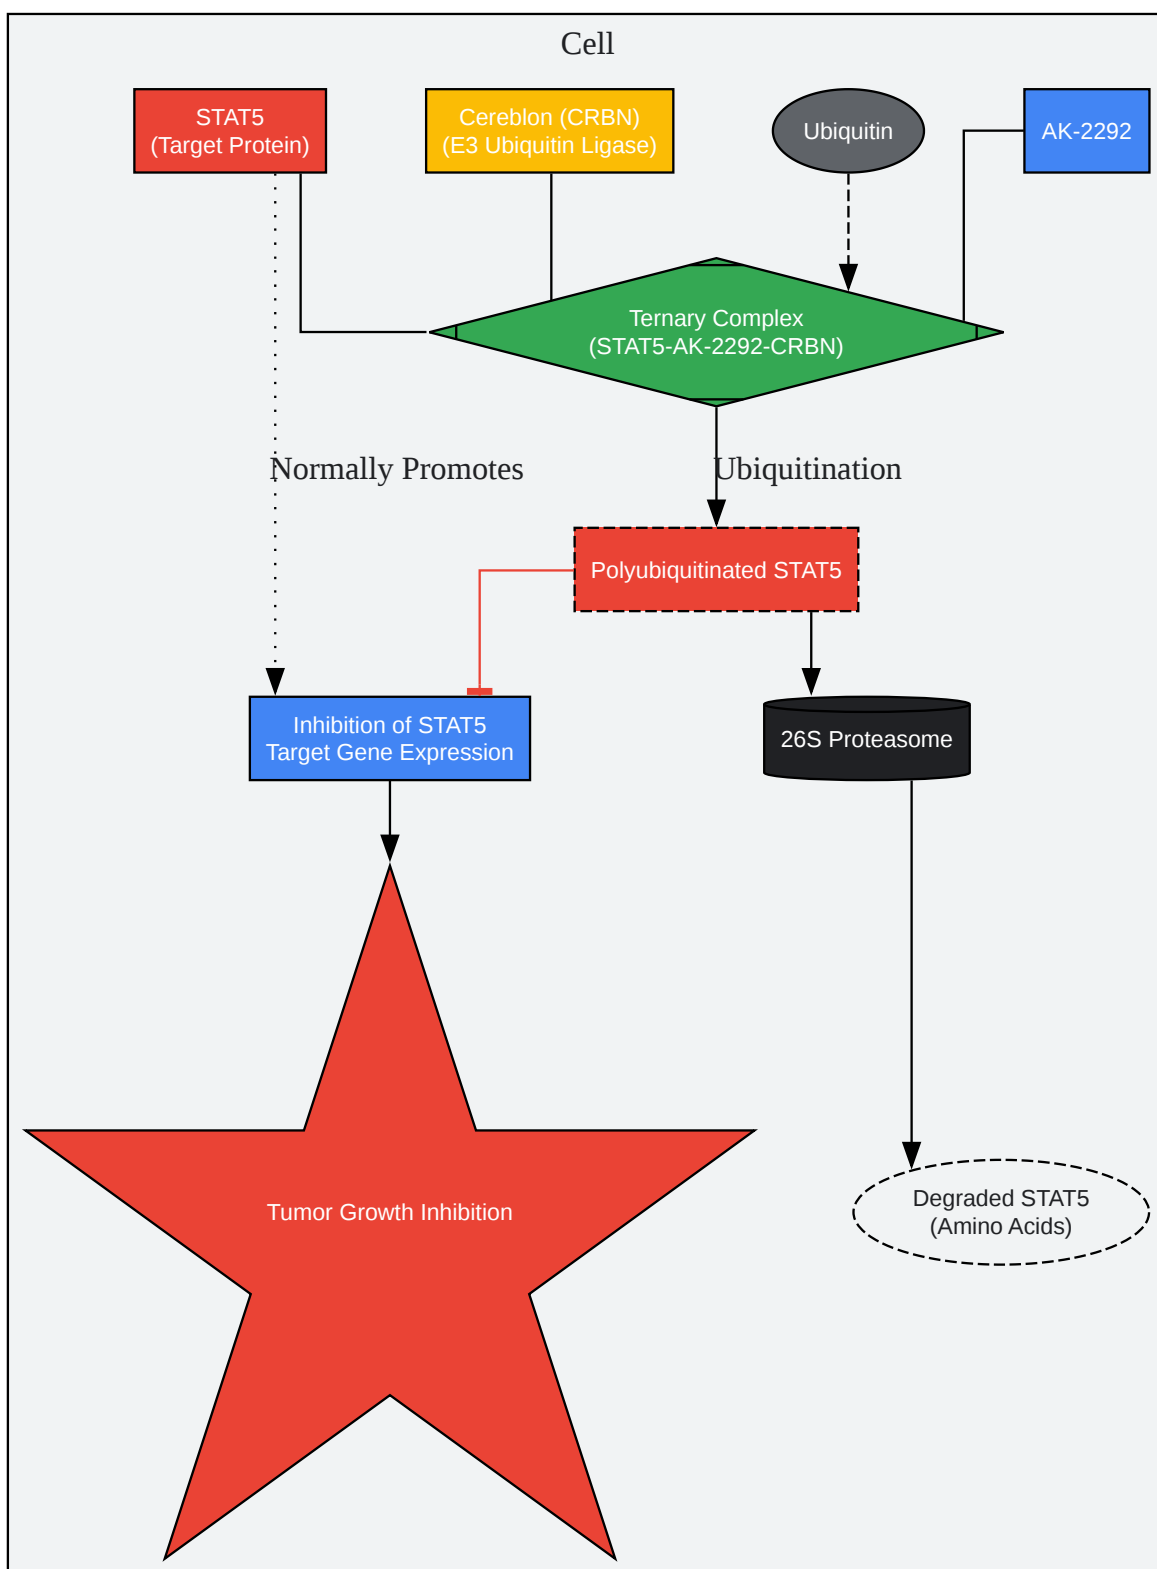 Cell
STAT5
(Target Protein)
Cereblon (CRBN)
(E3 Ubiquitin Ligase)
Ubiquitin
AK-2292
Ternary Complex
(STAT5-AK-2292-CRBN)
Normally Promotes
Ubiquitination
Polyubiquitinated STAT5
Inhibition of STAT5
Target Gene Expression
26S Proteasome
Tumor Growth Inhibition
Degraded STAT5
(Amino Acids)